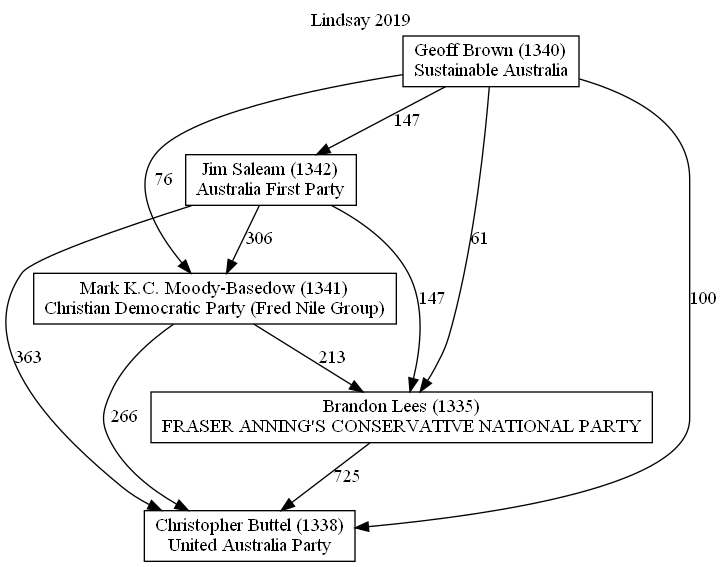 Lindsay 2019
Geoff Brown (1340)
Sustainable Australia
147
Jim Saleam (1342)
Australia First Party
76
306
61
100
Mark K.C. Moody-Basedow (1341)
Christian Democratic Party (Fred Nile Group)
147
363
213
266
Brandon Lees (1335)
FRASER ANNING'S CONSERVATIVE NATIONAL PARTY
725
Christopher Buttel (1338)
United Australia Party